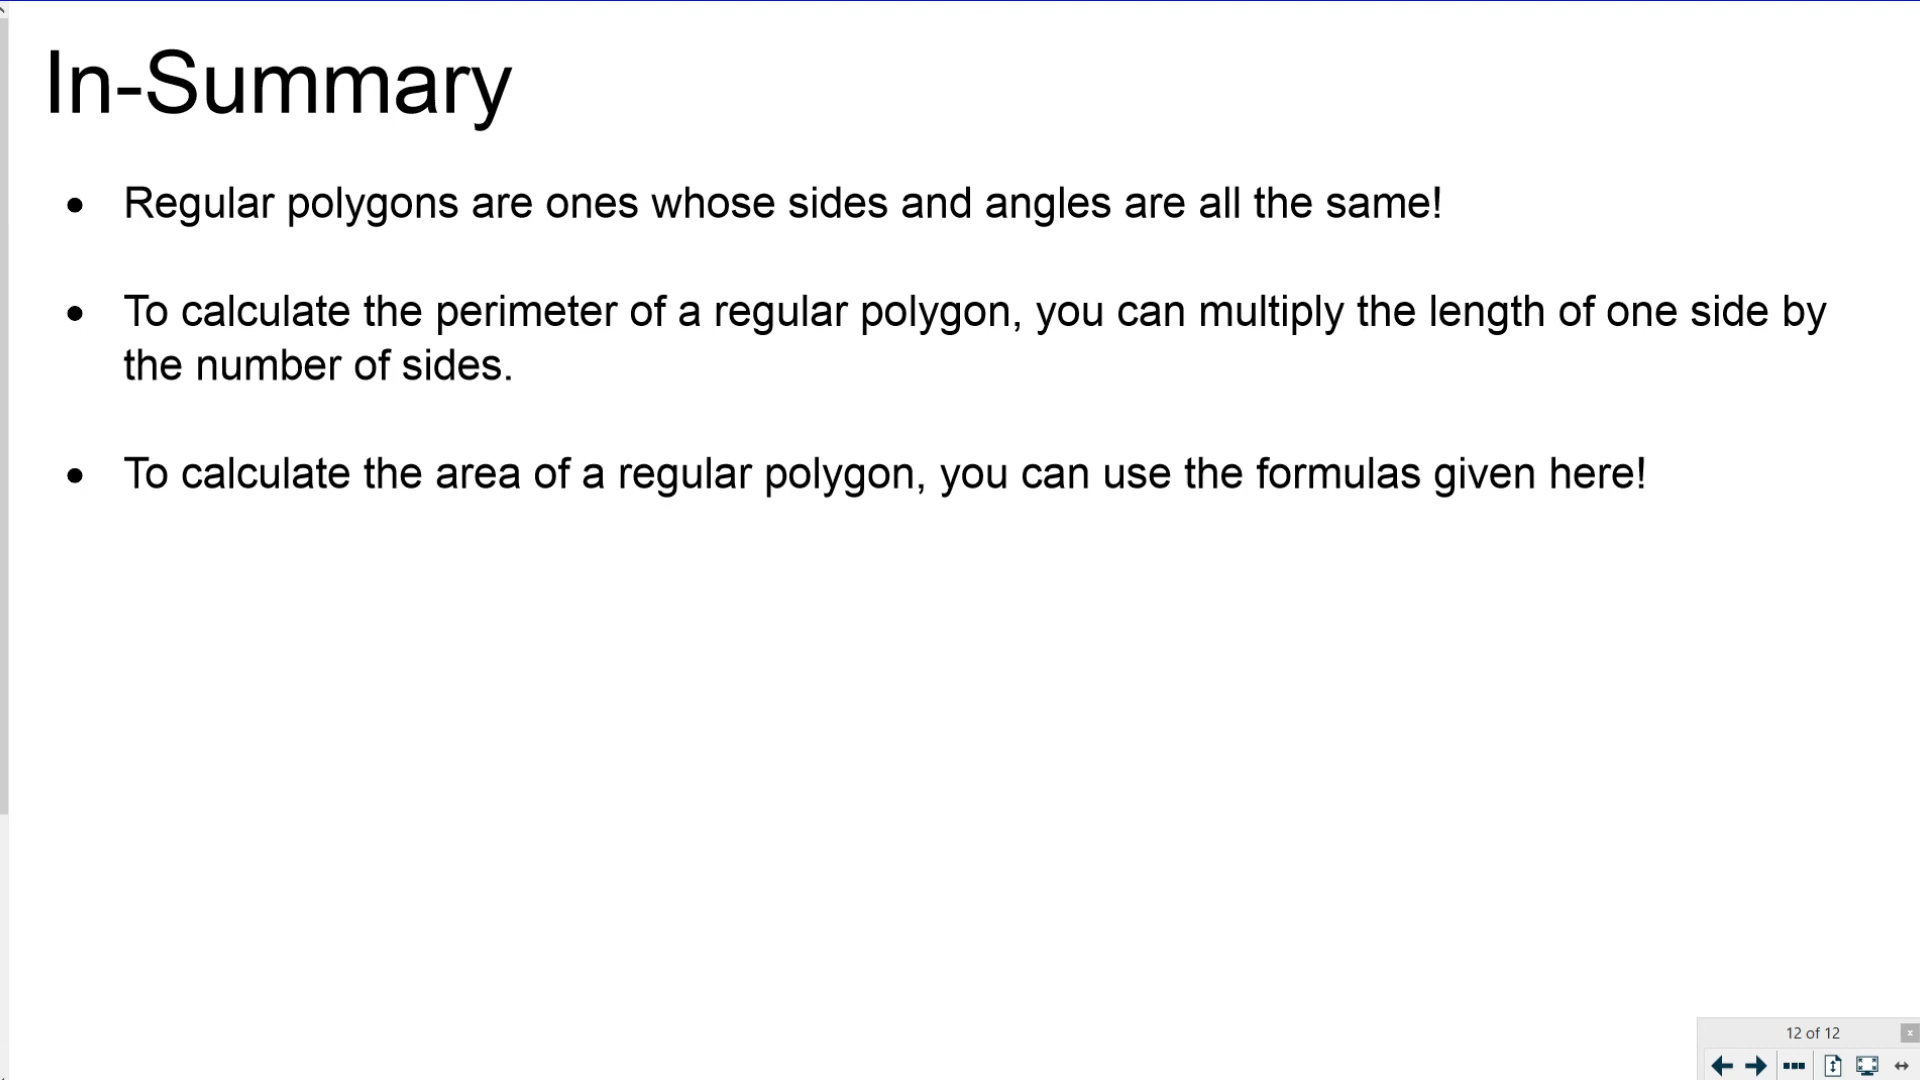 In-Summary
• Regular polygons are ones whose sides and angles are all the same!
• To calculate the perimeter of a regular polygon, you can multiply the length of one side by
the number of sides.
• To calculate the area of a regular polygon, you can use the formulas given here!
12 of 12